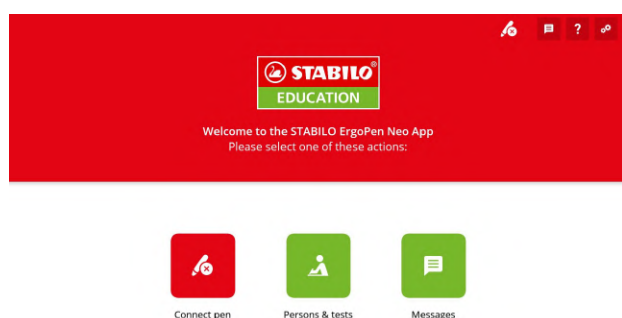 ?
STABILO®
EDUCATION
Welcome to the STABILO ErgoPen Neo App
Please select one of these actions:
Connect pen
Persons & tests
Messages